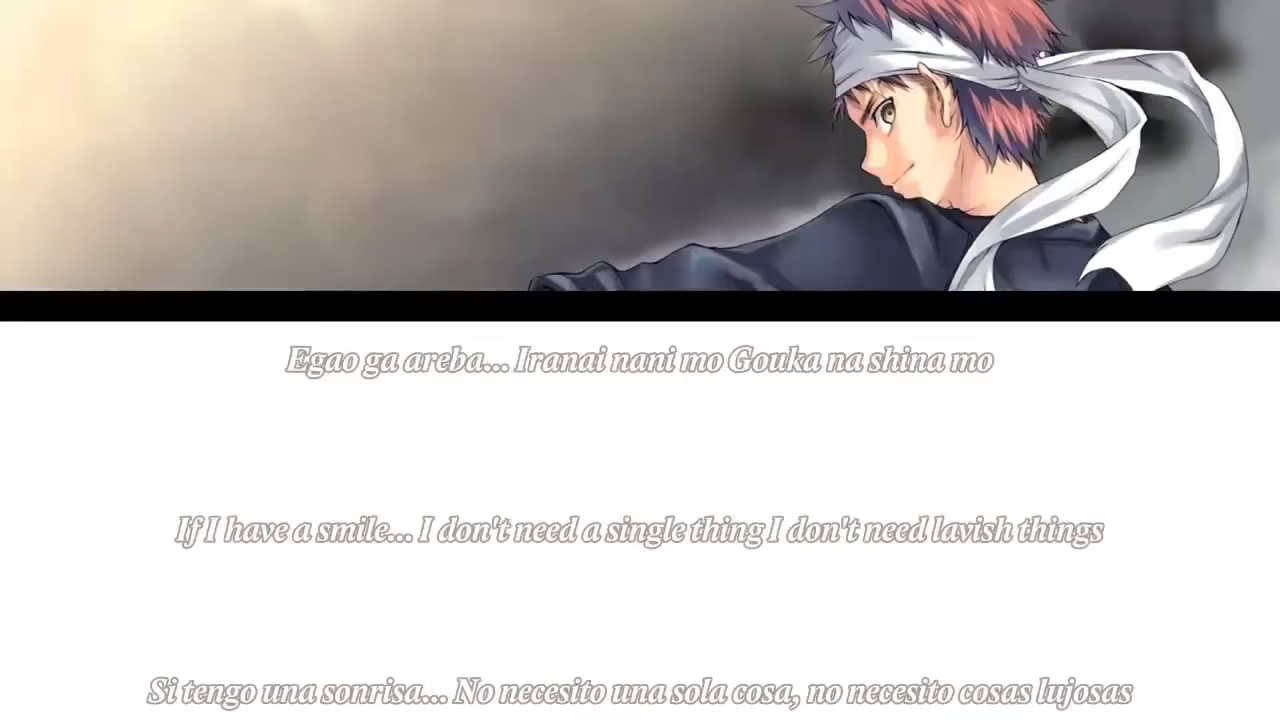 Egao ga areba... Iranai nani mo Gouka na shina mo
If I have a smile... I don't need a single thing I don't need lavish things
Si tengo una sonrisa... No necesito una sola cosa, no necesito cosas lujosas